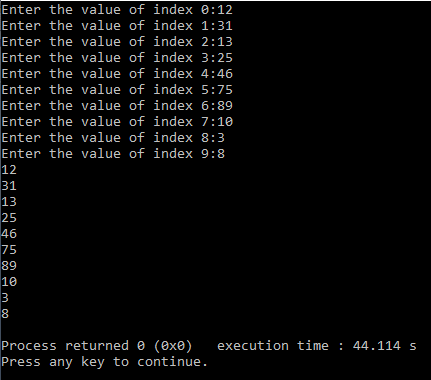 Enter the value of index 0:12
Enter the value of index 1:31
Enter the value of index 2:13
Enter the value of index 3:25
Enter the value of index 4:46
Enter the value of index 5:75
Enter the value of index 6:89
Enter the value of index 7:10
Enter the value of index 8:3
Enter the value of index 9:8
12
31
13
25
46
75
89
10
3
8
Process returned 0 (0x0)   execution time : 44.114 s
Press any key to continue.